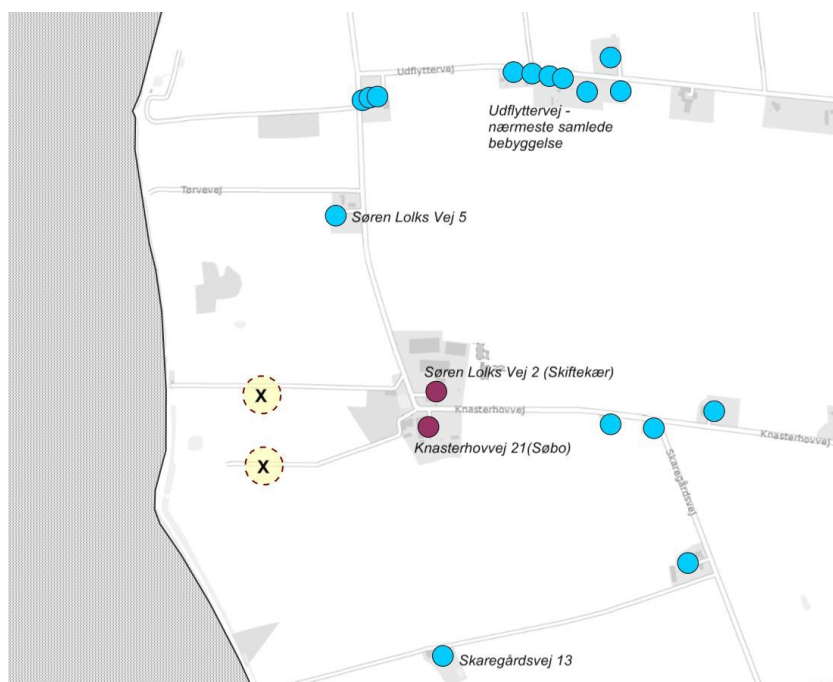 Udflyttervej
Udflyttervej -
nærmeste samlede
bebyggelse
Tørvevej
Søren Lolks Vej 5
Søren Lolks Vej 2 (Skiftekær)
X
Knasterhovvej
Knasterhovvej
Knasterhovvej 21(Søbo)
X
Skaregårdsvej
Skaregårdsvej 13